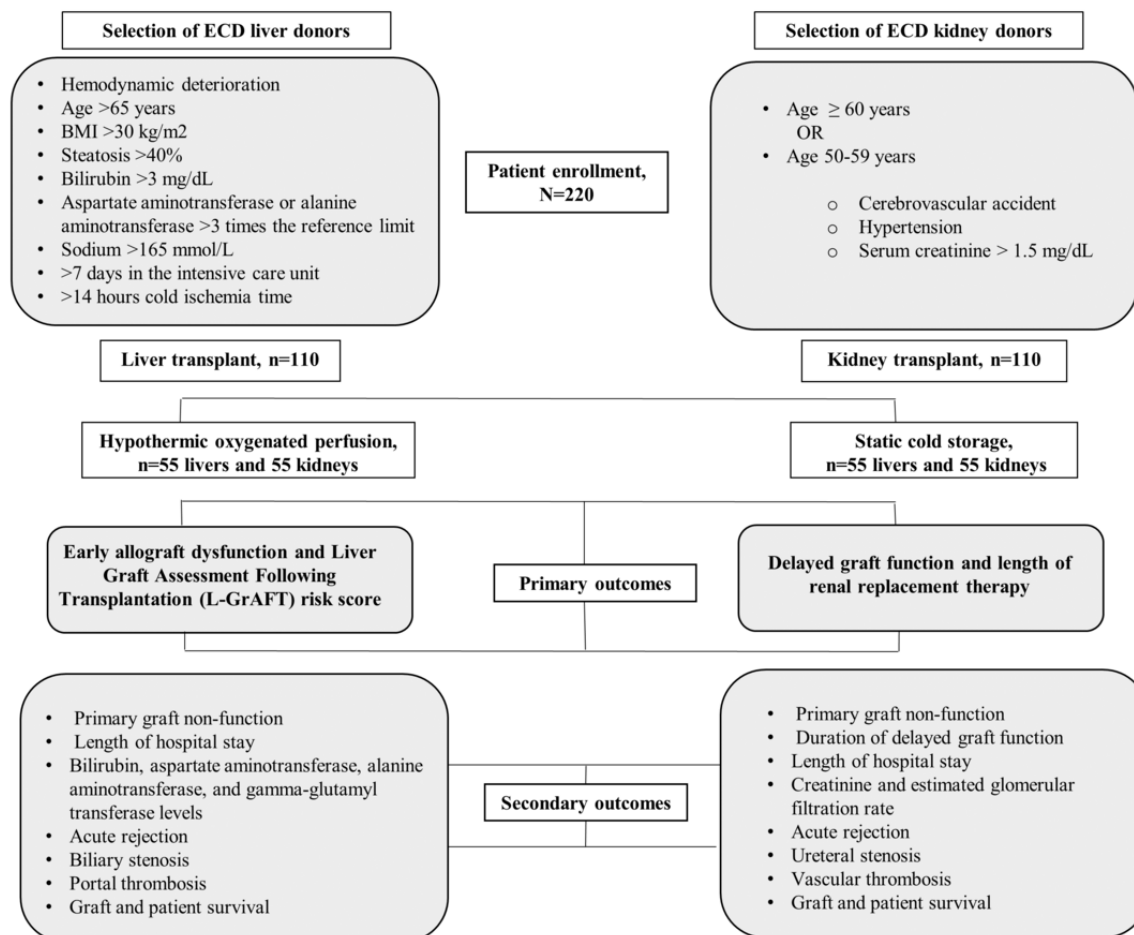 Selection of ECD liver donors
• Hemodynamic deterioration
• Age >65 years
• BMI >30 kg/m2
• Steatosis >40%
• Bilirubin >3 mg/dL
• Aspartate aminotransferase or alanine
aminotransferase >3 times the reference limit
• Sodium >165 mmol/L
• >7 days in the intensive care unit
• >14 hours cold ischemia time
Patient enrollment,
N=220
Selection of ECD kidney donors
• Age ≥ 60 years
OR
• Age 50-59 years
o Cerebrovascular accident
o Hypertension
o Serum creatinine > 1.5 mg/dL
Liver transplant, n=110
Kidney transplant, n=110
Hypothermic oxygenated perfusion,
n=55 livers and 55 kidneys
Static cold storage,
n=55 livers and 55 kidneys
Early allograft dysfunction and Liver
Graft Assessment Following
Transplantation (L-GrAFT) risk score
Primary outcomes
Delayed graft function and length of
renal replacement therapy
• Primary graft non-function
• Length of hospital stay
• Bilirubin, aspartate aminotransferase, alanine
aminotransferase, and gamma-glutamyl
transferase levels
• Acute rejection
• Biliary stenosis
• Portal thrombosis
• Graft and patient survival
Secondary outcomes
• Primary graft non-function
• Duration of delayed graft function
• Length of hospital stay
• Creatinine and estimated glomerular
filtration rate
• Acute rejection
• Ureteral stenosis
• Vascular thrombosis
• Graft and patient survival